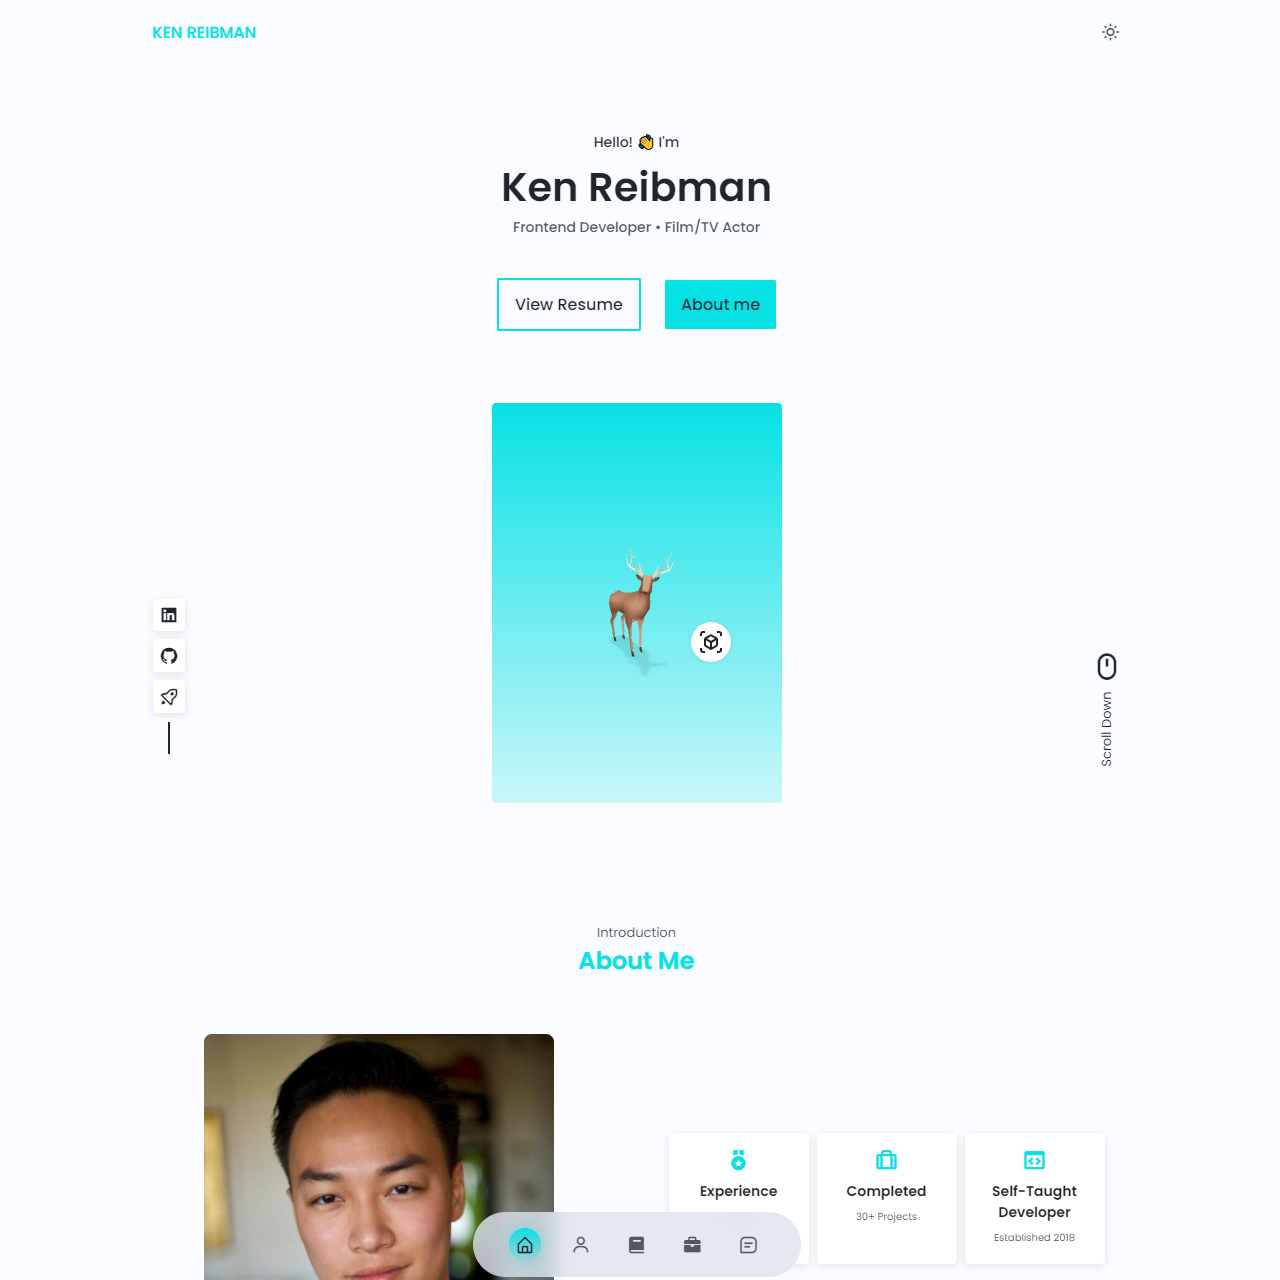 KEN REIBMAN
Hello! 👋 I'm
Ken Reibman
Frontend Developer • Film/TV Actor
View Resume
About me
Scroll Down
Introduction
About Me
Experience
Completed
30+ Projects
Self-Taught
Developer
Established 2018